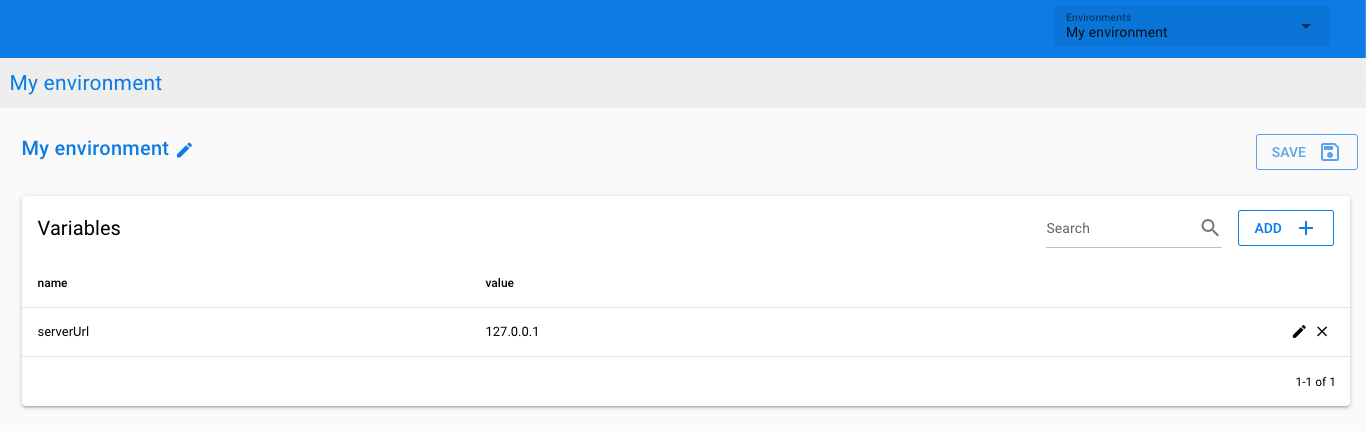 Environments
My environment
My environment
My environment
SAVE
Variables
Search
ADD
name value
serverUrl 127.0.0.1
1-1 of 1